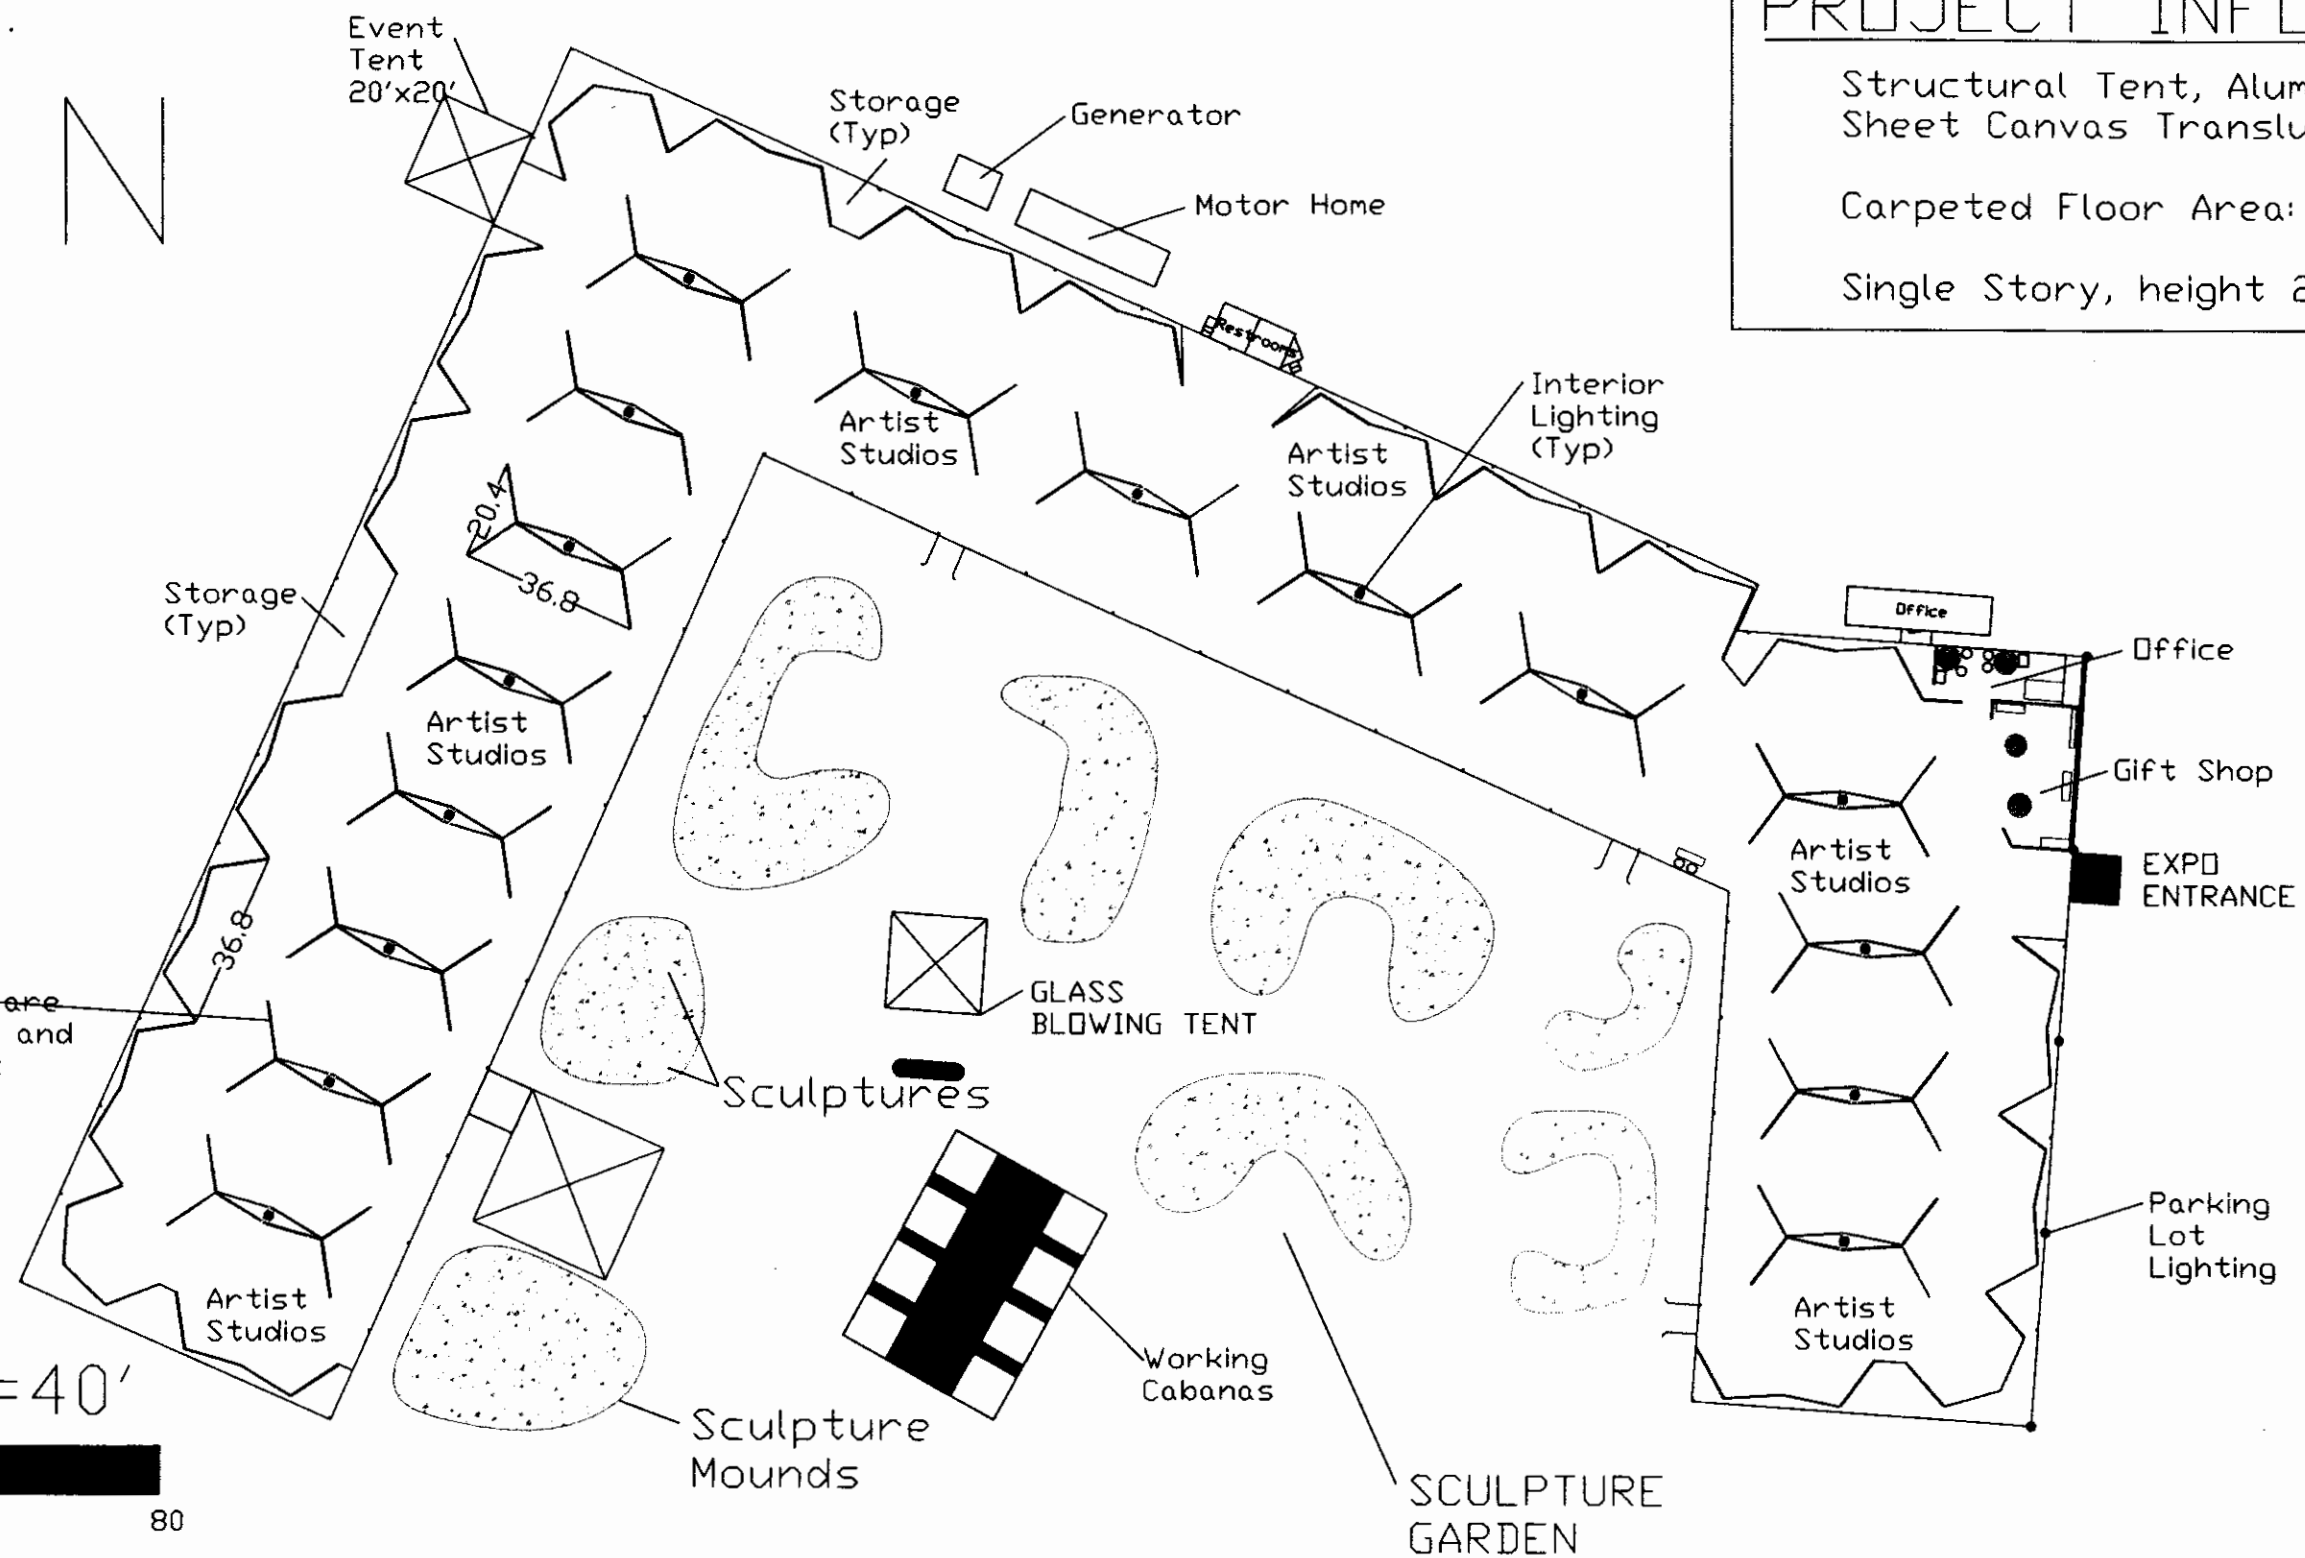 N
Event
Tent
20'x20'
Storage
(Typ)
Generator
Motor Home
Restrooms
PROJECT
Structural Tent, Alum
Sheet Canvas Translu
Carpeted Floor Area:
Single Story, height 2
Interior
Lighting
(Typ)
Artist
Studios
Artist
Studios
20.4
36.8
Storage
(Typ)
Office
Office
Artist
Studios
Gift Shop
Artist
Studios
EXPO
ENTRANCE
36.8
are
and
GLASS
BLOWING TENT
Sculptures
Parking
Lot
Lighting
Artist
Studios
Artist
Studios
Working
Cabanas
=40'
Sculpture
Mounds
SCULPTURE
GARDEN
80